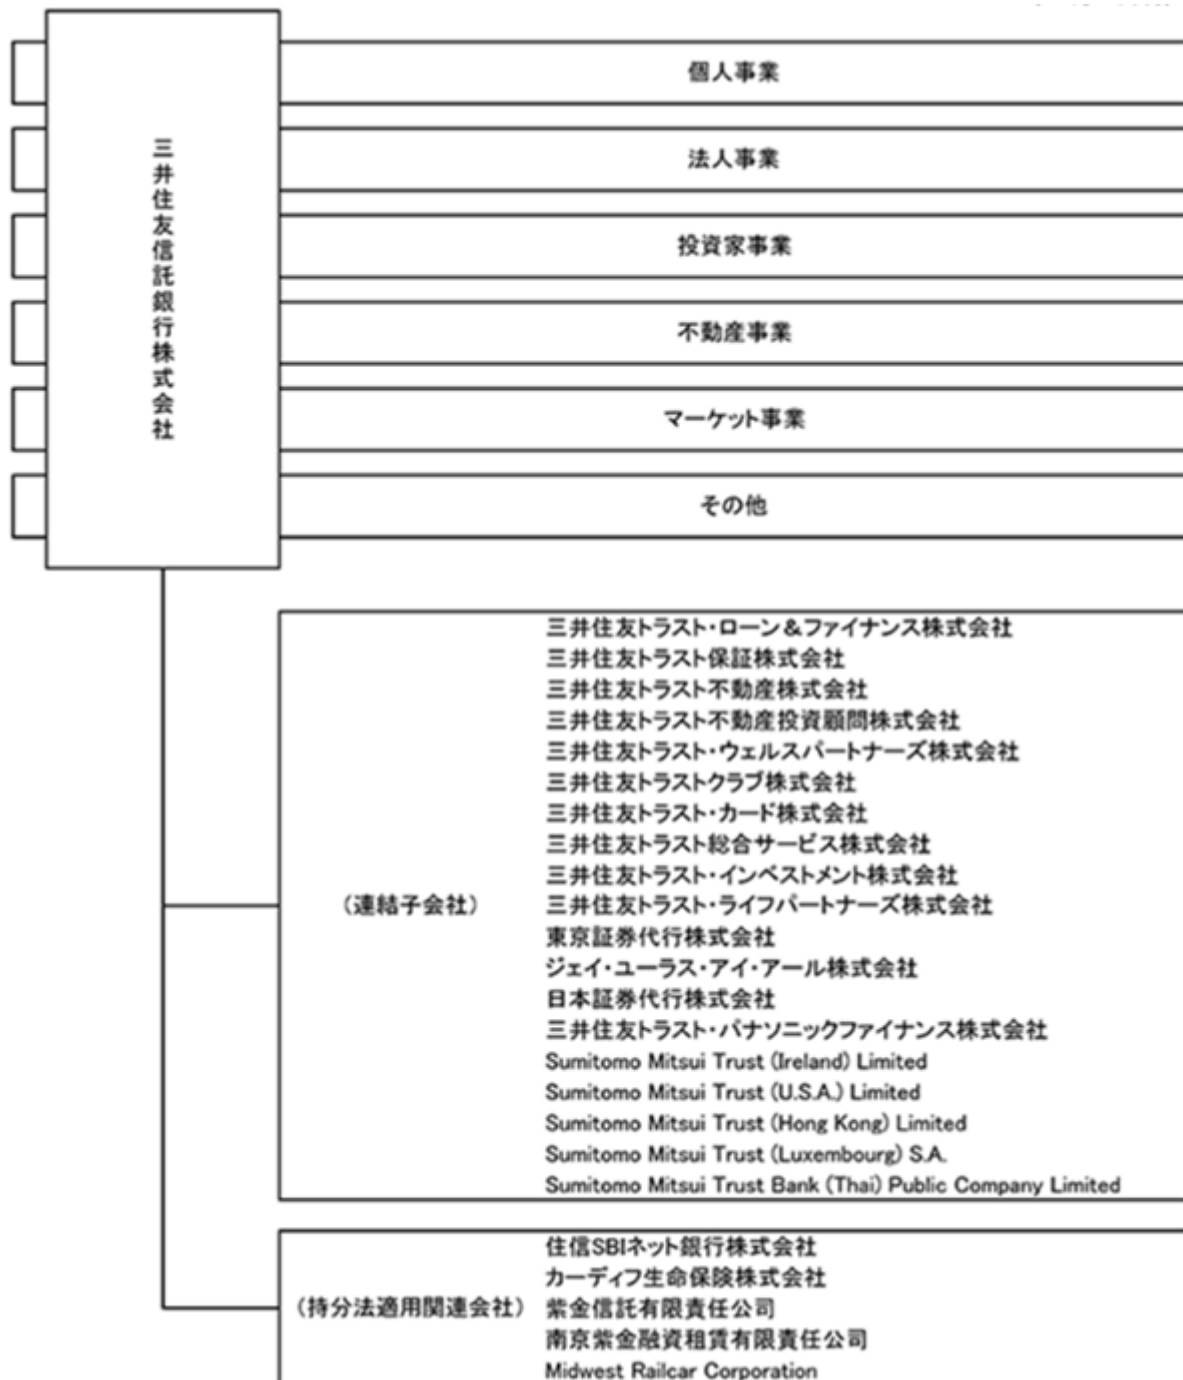 三井住友信託銀行株式会社
個人事業
法人事業
投資家事業
不動産事業
マーケット事業
その他
(連結子会社)
三井住友トラスト・ローン&ファイナンス株式会社
三井住友トラスト保証株式会社
三井住友トラスト不動産株式会社
三井住友トラスト不動産投資顧問株式会社
三井住友トラスト・ウェルスパートナーズ株式会社
三井住友トラストクラブ株式会社
三井住友トラスト・カード株式会社
三井住友トラスト総合サービス株式会社
三井住友トラスト・インベストメント株式会社
三井住友トラスト・ライフパートナーズ株式会社
東京証券代行株式会社
ジェイ・ユーラス・アイ・アール株式会社
日本証券代行株式会社
三井住友トラスト・パナソニックファイナンス株式会社
Sumitomo Mitsui Trust (Ireland) Limited
Sumitomo Mitsui Trust (U.S.A.) Limited
Sumitomo Mitsui Trust (Hong Kong) Limited
Sumitomo Mitsui Trust (Luxembourg) S.A.
Sumitomo Mitsui Trust Bank (Thai) Public Company Limited
(持分法適用関連会社)
住信SBIネット銀行株式会社
カーディフ生命保険株式会社
紫金信託有限責任公司
南京紫金融資租賃有限責任公司
Midwest Railcar Corporation